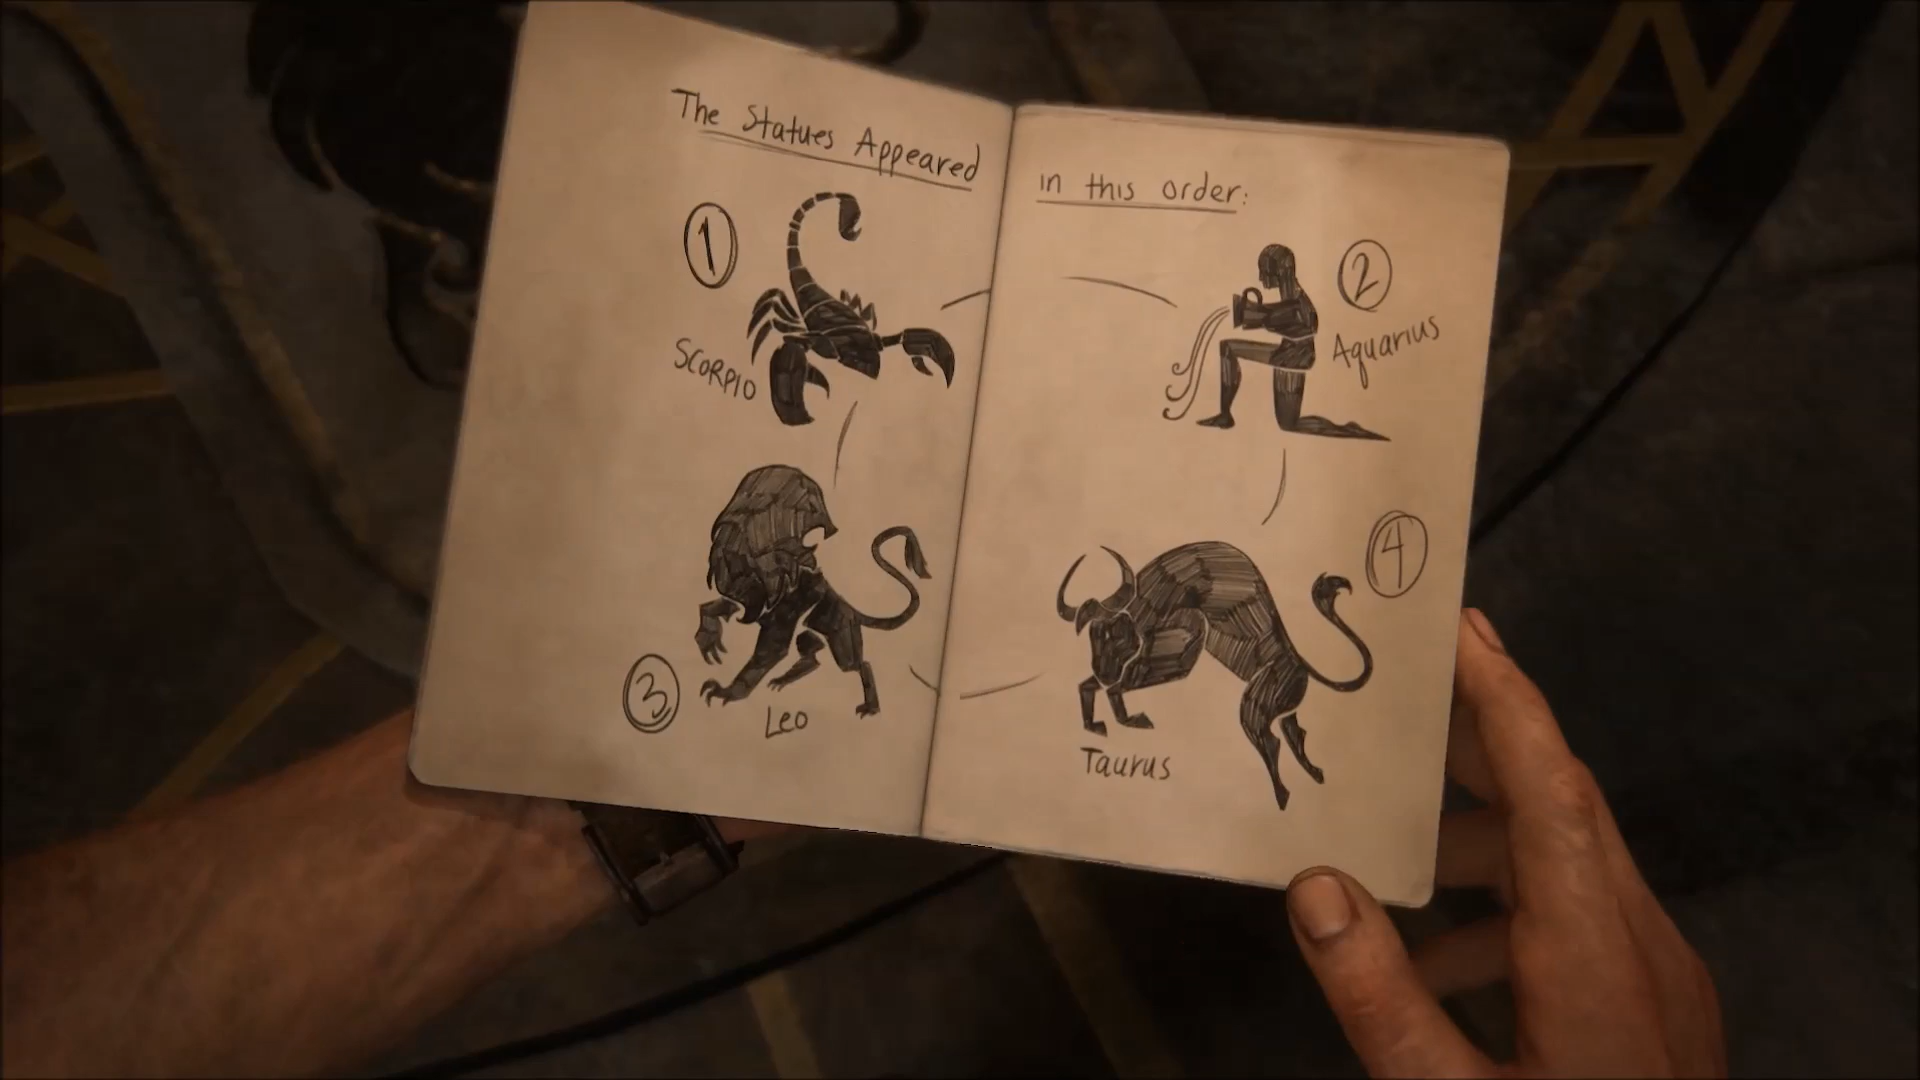 The Statues Appeared
in this order:
1
Scorpio
2
Aquarius
3
Leo
4
Taurus